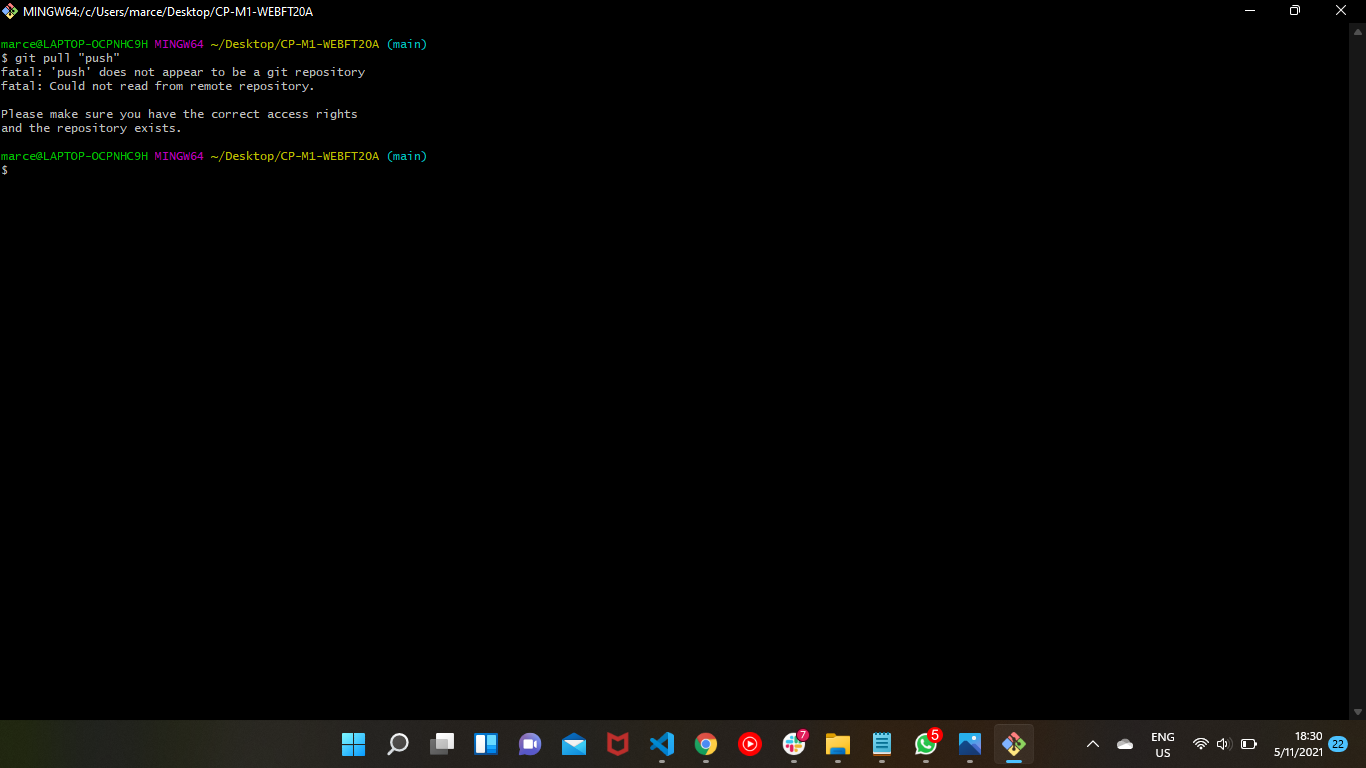 MINGW64:/c/Users/marce/Desktop/CP-M1-WEBFT20A
marce@LAPTOP-OCPNHC9H MINGW64 ~/Desktop/CP-M1-WEBFT20A (main)
$ git pull "push"
fatal: 'push' does not appear to be a git repository
fatal: Could not read from remote repository.
Please make sure you have the correct access rights
and the repository exists.
marce@LAPTOP-OCPNHC9H MINGW64 ~/Desktop/CP-M1-WEBFT20A (main)
$
7
5
ENG
US
18:30
5/11/2021
22